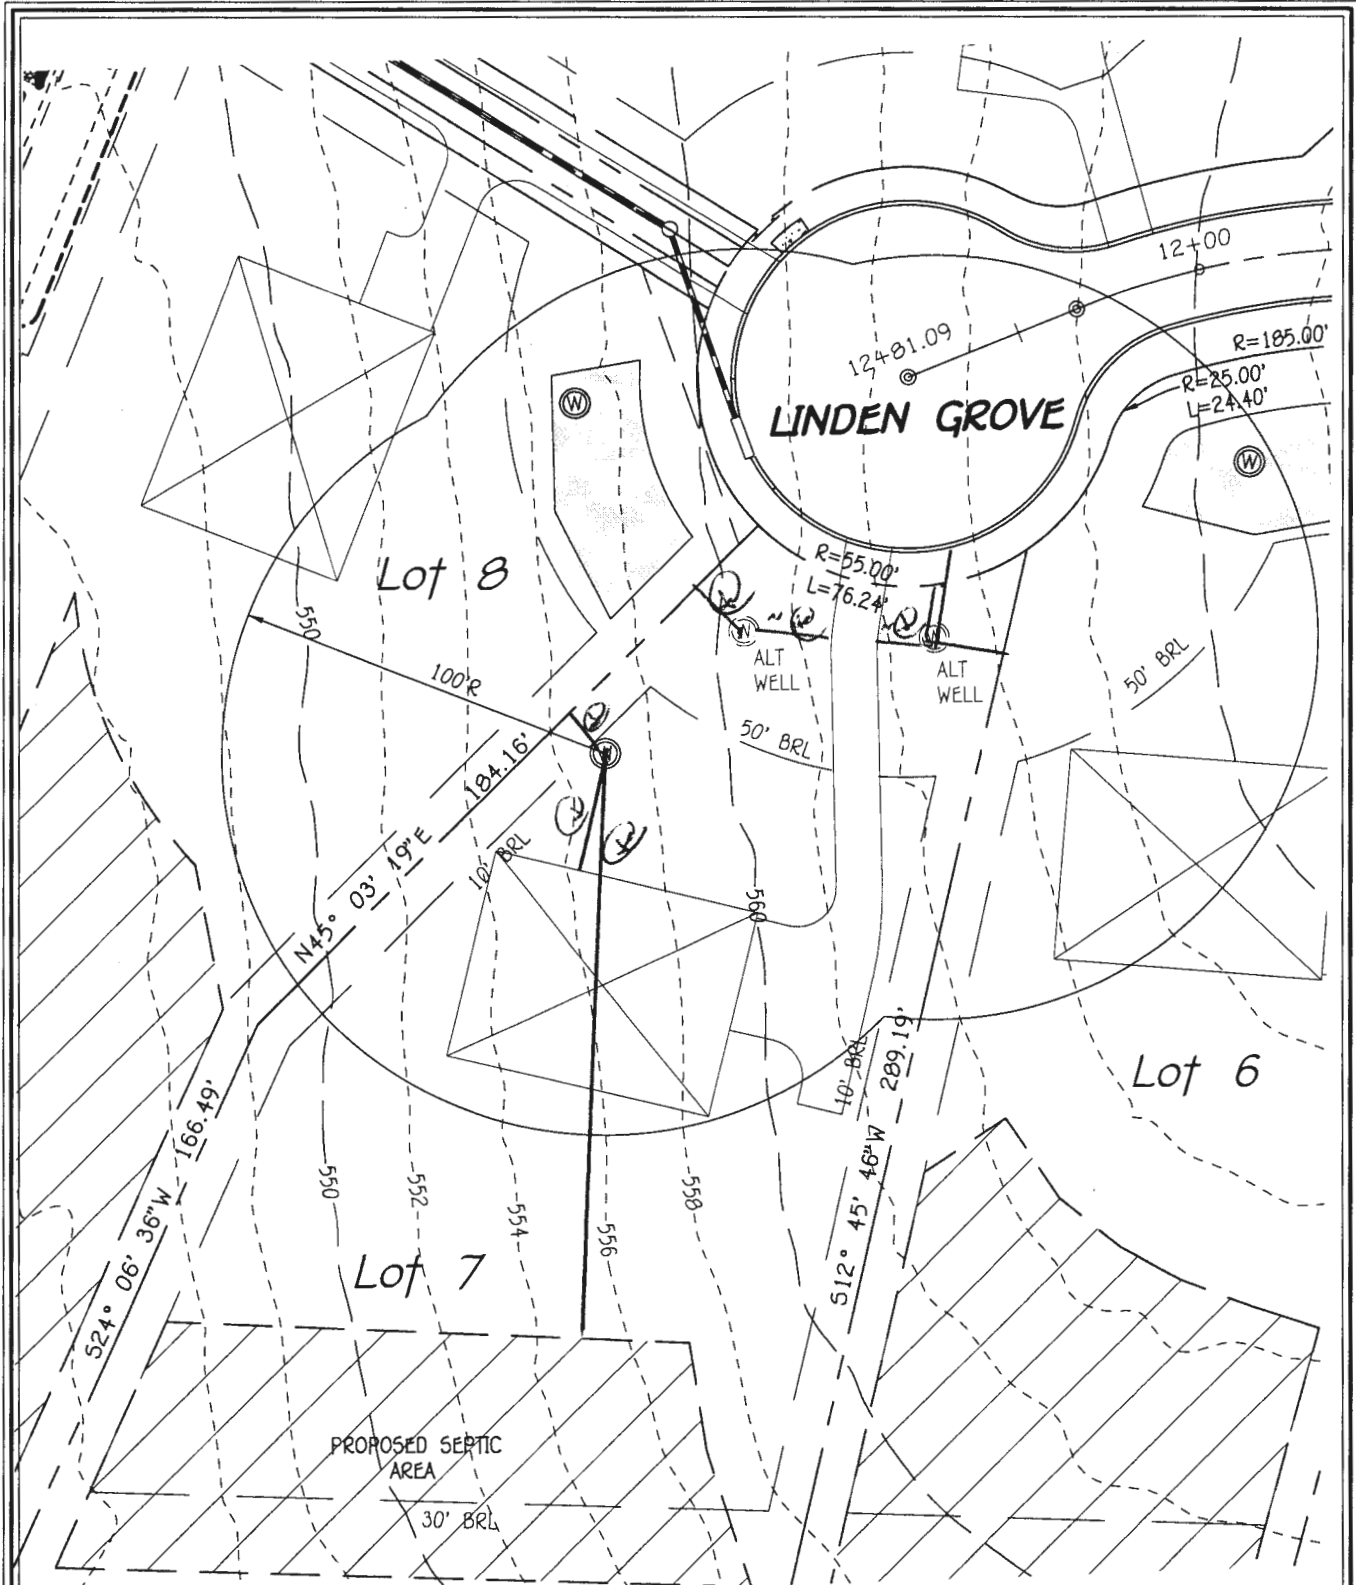 12+00
12+81.09
R=185.00'
R=25.00'
L=24.40'
LINDEN GROVE
W
W
R=55.00'
L=76.24'
Lot 8
550
W
W
ALT
WELL
ALT
WELL
50' BRL
100'R
50' BRL
W
184.16'
10' BRL
N45° 03' 19"E
560
Lot 6
10' BRL
289.19'
S12° 45' 46"W
166.49'
S24° 06' 36"W
550
552
554
556
558
Lot 7
PROPOSED SEPTIC
AREA
30' BRL